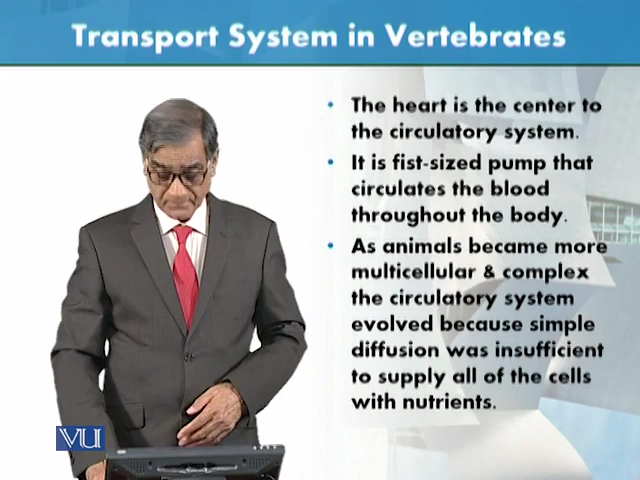 Transport System in Vertebrates
• The heart is the center to
the circulatory system.
• It is fist-sized pump that
circulates the blood
throughout the body.
• As animals became more
multicellular & complex
the circulatory system
evolved because simple
diffusion was insufficient
to supply all of the cells
with nutrients.
VU